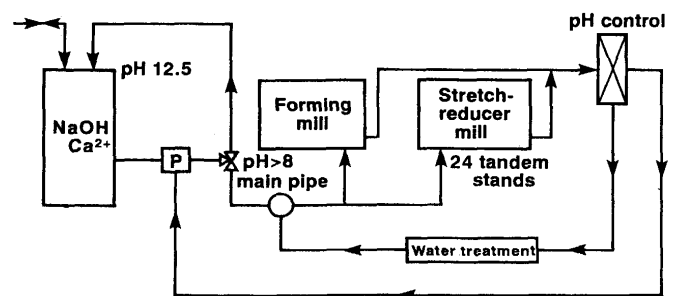 pH control
pH 12.5
NaOH
Ca²⁺
P
pH>8
main pipe
Forming
mill
Stretch-
reducer
mill
24 tandem
stands
Water treatment